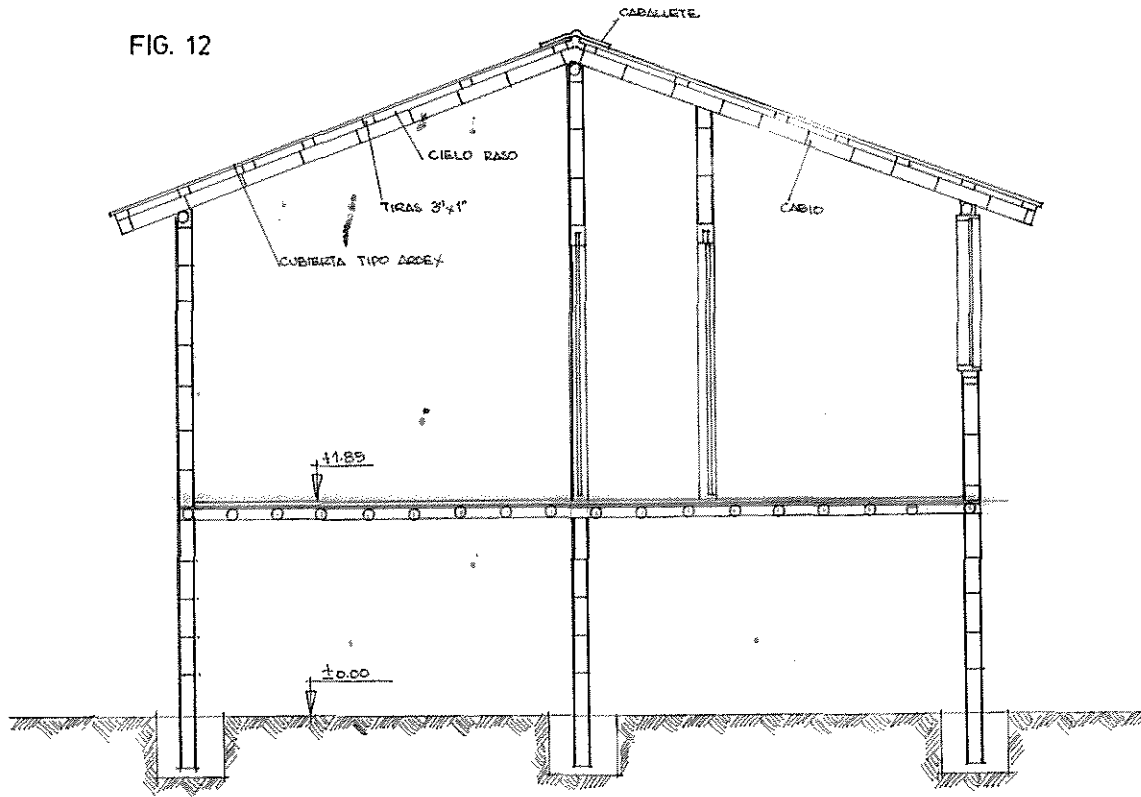 FIG. 12
CABALLETE
CIELO RASO
TIRAS 3"x1"
CABIO
CUBIERTA TIPO ARDEX
+1.85
±0.00